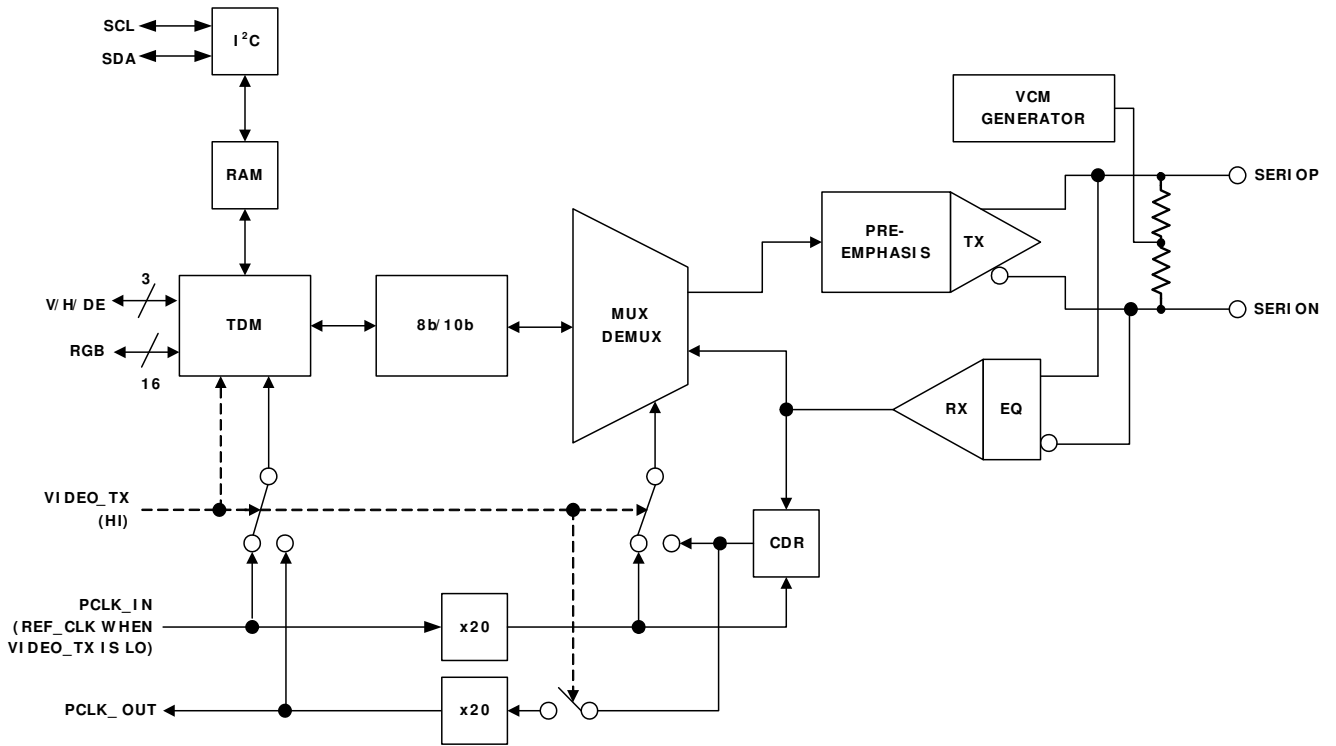 SCL
SDA
I²C
RAM
VCM
GENERATOR
SERIOP
PRE-
EMPHASIS
TX
3
V/H/DE
RGB
16
TDM
8b/10b
MUX
DEMUX
SERION
RX
EQ
VIDEO_TX
(HI)
CDR
PCLK_IN
(REF_CLK WHEN
VIDEO_TX IS LO)
x20
PCLK_OUT
x20